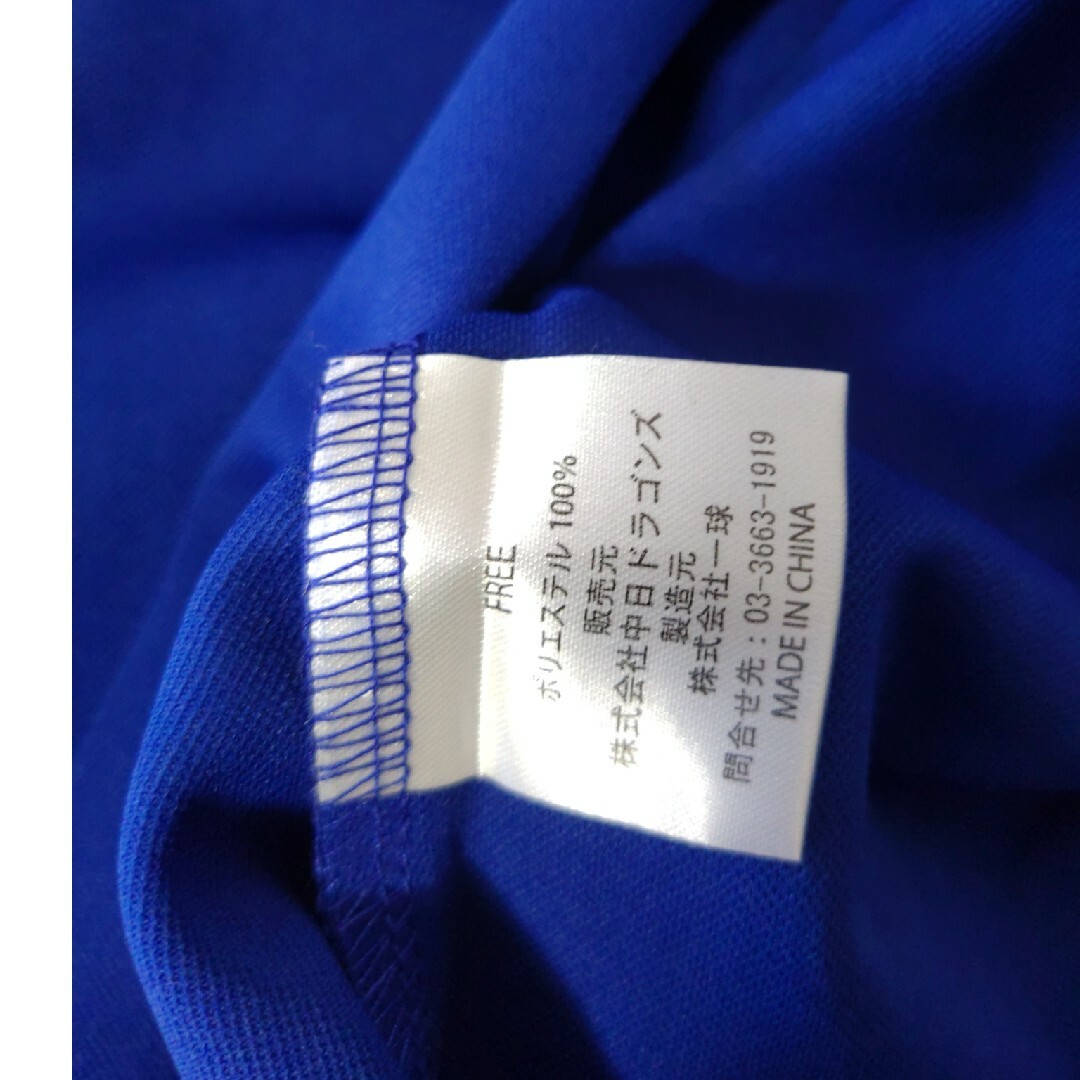 FREE
ポリエステル 100%
販売元
株式会社中日ドラゴンズ
製造元
株式会社一球
問合せ先：03-3663-1919
MADE IN CHINA